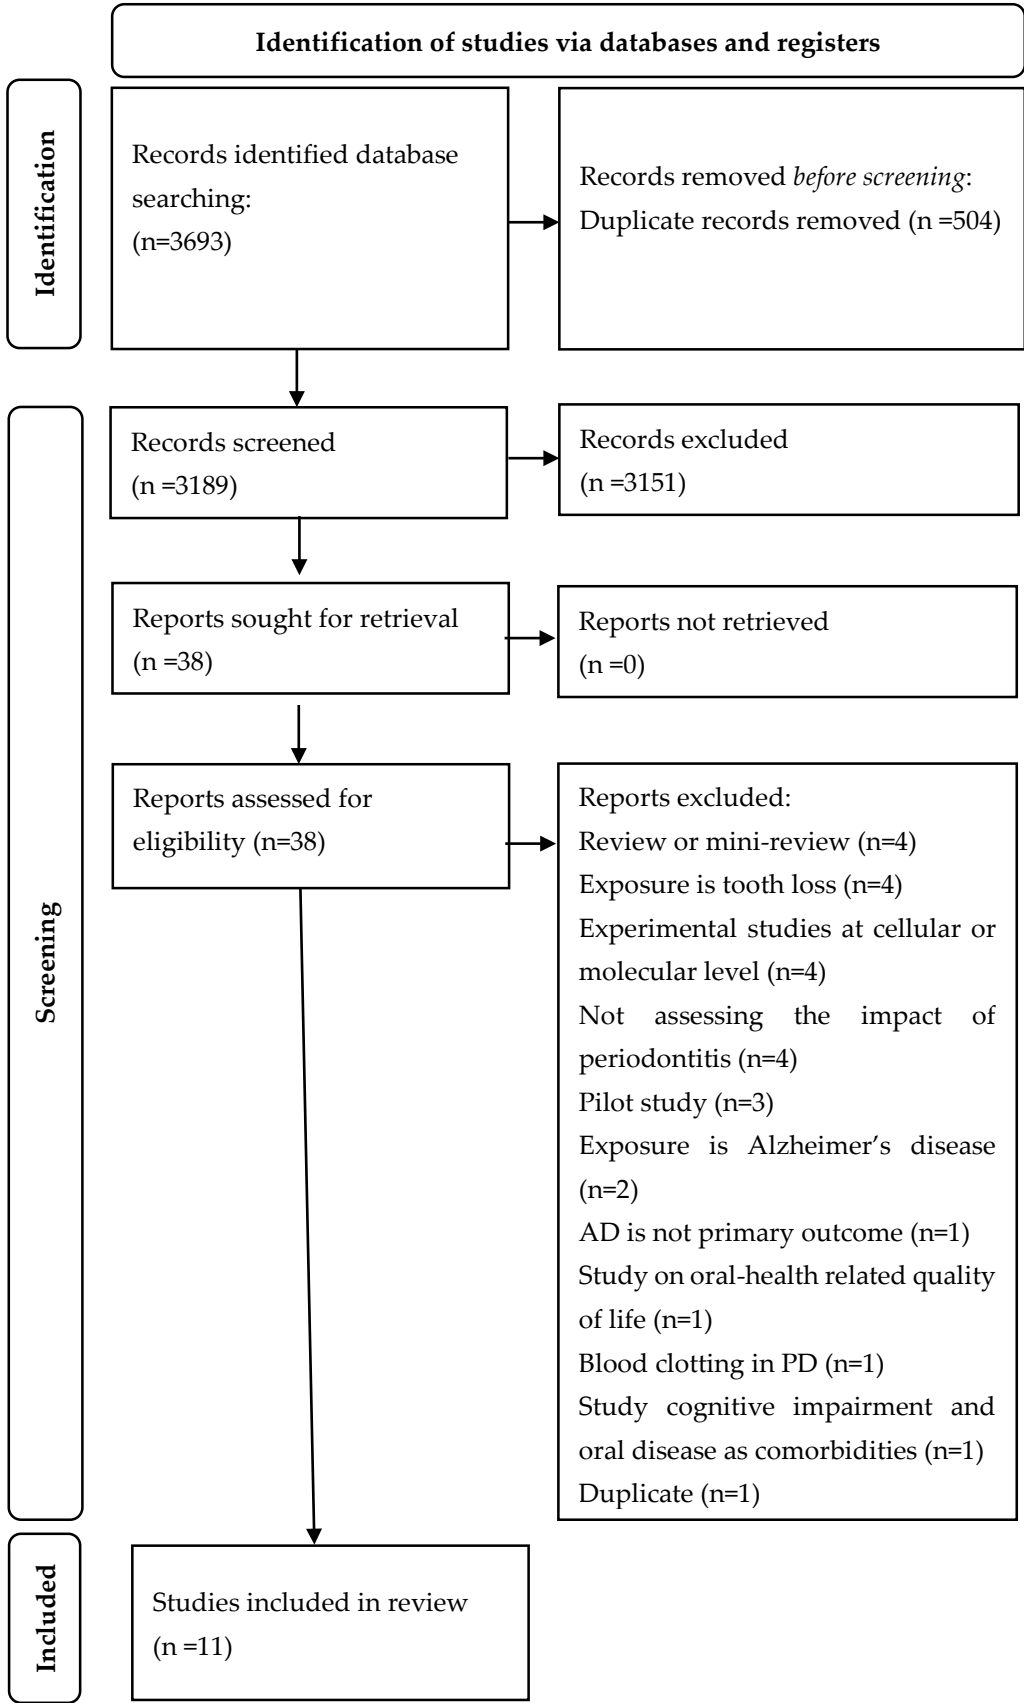 Identification of studies via databases and registers
Identification
Records identified database
searching:
(n=3693)
Records removed before screening:
Duplicate records removed (n =504)
Screening
Records screened
(n =3189)
Records excluded
(n =3151)
Reports sought for retrieval
(n =38)
Reports not retrieved
(n =0)
Reports assessed for
eligibility (n=38)
Reports excluded:
Review or mini-review (n=4)
Exposure is tooth loss (n=4)
Experimental studies at cellular or
molecular level (n=4)
Not assessing the impact of
periodontitis (n=4)
Pilot study (n=3)
Exposure is Alzheimer’s disease
(n=2)
AD is not primary outcome (n=1)
Study on oral-health related quality
of life (n=1)
Blood clotting in PD (n=1)
Study cognitive impairment and
oral disease as comorbidities (n=1)
Duplicate (n=1)
Included
Studies included in review
(n =11)